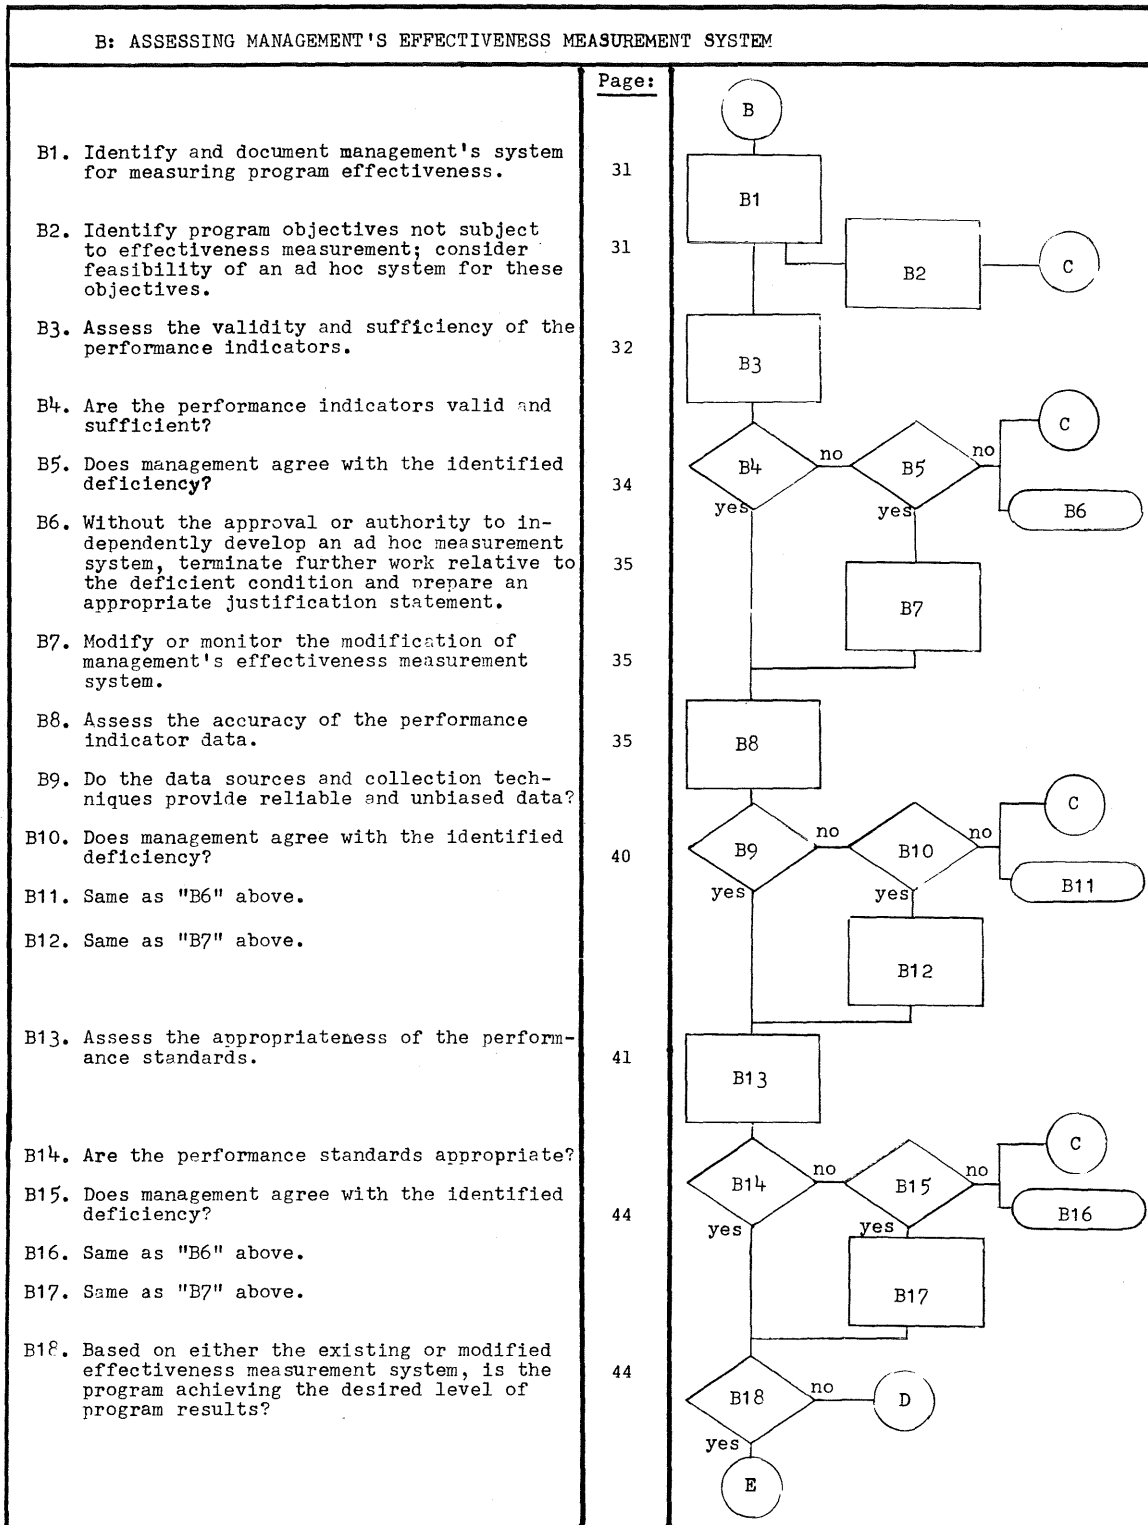 B: ASSESSING MANAGEMENT'S EFFECTIVENESS MEASUREMENT SYSTEM
Page:
B1. Identify and document management's system
for measuring program effectiveness.
31
B2. Identify program objectives not subject
to effectiveness measurement; consider
feasibility of an ad hoc system for these
objectives.
31
B3. Assess the validity and sufficiency of the
performance indicators.
32
B4. Are the performance indicators valid and
sufficient?
B5. Does management agree with the identified
deficiency?
34
B6. Without the approval or authority to in-
dependently develop an ad hoc measurement
system, terminate further work relative to
the deficient condition and prepare an
appropriate justification statement.
35
B7. Modify or monitor the modification of
management's effectiveness measurement
system.
35
B8. Assess the accuracy of the performance
indicator data.
35
B9. Do the data sources and collection tech-
niques provide reliable and unbiased data?
B10. Does management agree with the identified
deficiency?
40
B11. Same as "B6" above.
B12. Same as "B7" above.
B13. Assess the appropriateness of the perform-
ance standards.
41
B14. Are the performance standards appropriate?
B15. Does management agree with the identified
deficiency?
44
B16. Same as "B6" above.
B17. Same as "B7" above.
B18. Based on either the existing or modified
effectiveness measurement system, is the
program achieving the desired level of
program results?
44
B
B1
B2
C
B3
C
B4
no
B5
no
B6
yes
yes
B7
B8
C
B9
no
B10
no
B11
yes
yes
B12
B13
C
B14
no
B15
no
B16
yes
yes
B17
B18
no
D
yes
E